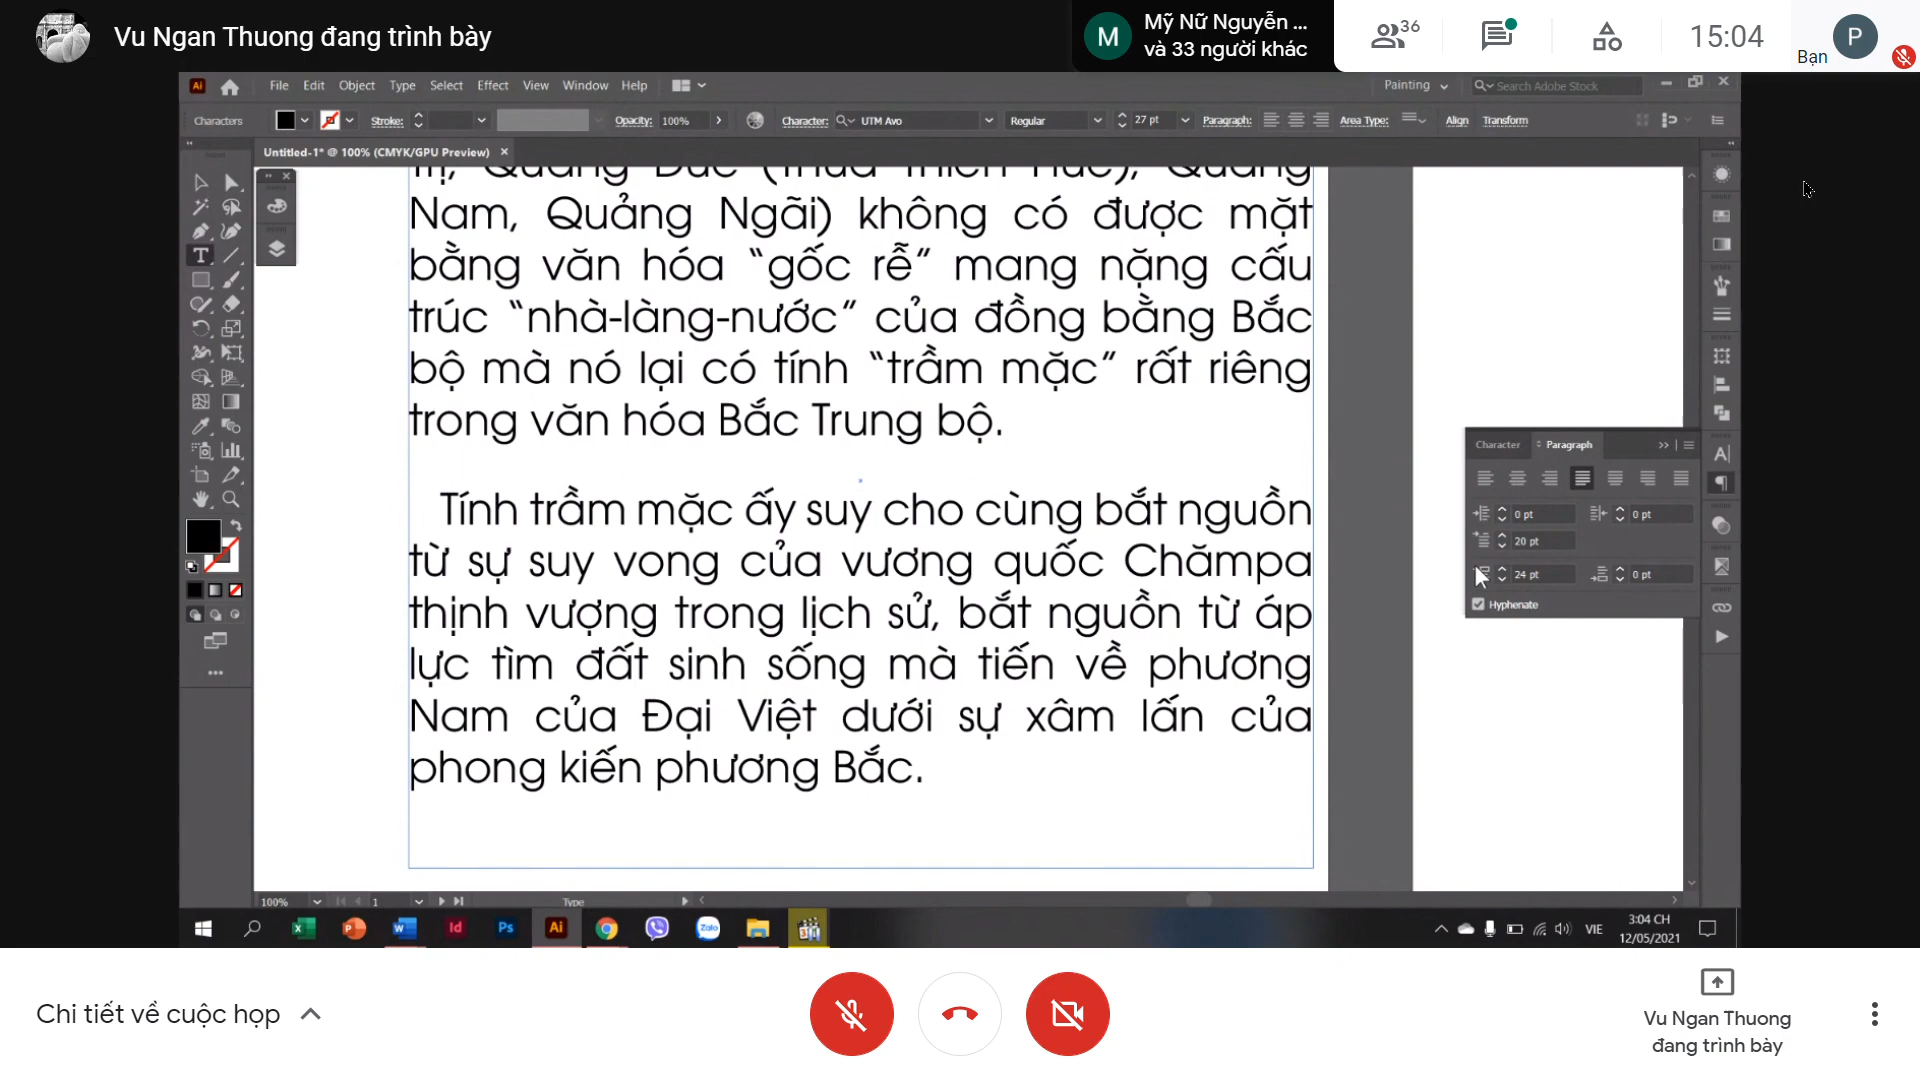 Vu Ngan Thuong đang trình bày
M
Mỹ Nữ Nguyễn ...
và 33 người khác
36
15:04
Bạn
P
Ai
File Edit Object Type Select Effect View Window Help
Painting
Search Adobe Stock
Characters
Stroke:
Opacity: 100%
Character: UTM Avo
Regular
27 pt
Paragraph:
Area Type:
Align
Transform
Untitled-1* @ 100% (CMYK/GPU Preview) ×
Nam, Quảng Ngãi) không có được mặt
bằng văn hóa “gốc rễ” mang nặng cấu
trúc “nhà-làng-nước” của đồng bằng Bắc
bộ mà nó lại có tính “trầm mặc” rất riêng
trong văn hóa Bắc Trung bộ.
Tính trầm mặc ấy suy cho cùng bắt nguồn
từ sự suy vong của vương quốc Chămpa
thịnh vượng trong lịch sử, bắt nguồn từ áp
lực tìm đất sinh sống mà tiến về phương
Nam của Đại Việt dưới sự xâm lấn của
phong kiến phương Bắc.
Character Paragraph
0 pt 0 pt
20 pt
24 pt 0 pt
Hyphenate
100% 1 Type
Id Ps Ai Zalo
VIE
3:04 CH
12/05/2021
Chi tiết về cuộc họp
Vu Ngan Thuong
đang trình bày